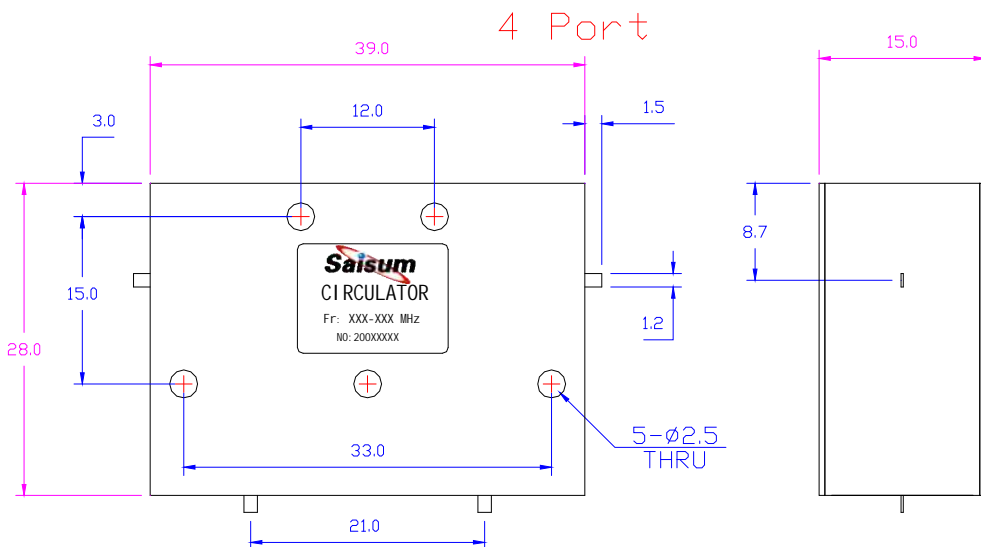 4 Port
39.0
15.0
12.0
1.5
3.0
8.7
15.0
Saisum
CIRCULATOR
Fr: XXX-XXX MHz
NO:200XXXXX
1.2
28.0
5-ø2.5
THRU
33.0
21.0